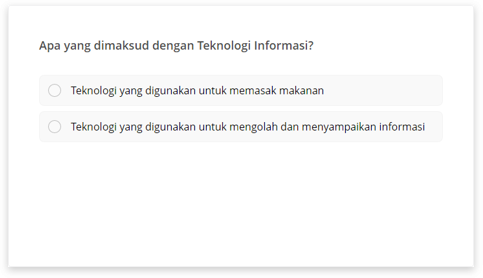 Apa yang dimaksud dengan Teknologi Informasi?
Teknologi yang digunakan untuk memasak makanan
Teknologi yang digunakan untuk mengolah dan menyampaikan informasi